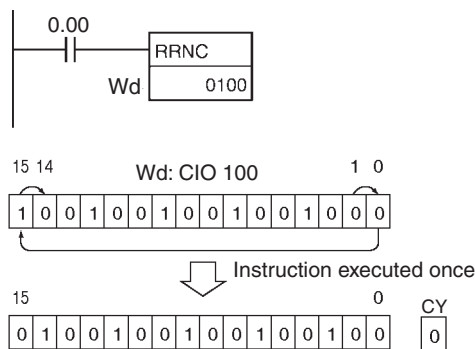 0.00
RRNC
Wd 0100
15 14 Wd: CIO 100 1 0
1 0 0 1 0 0 1 0 0 1 0 0 1 0 0 0
Instruction executed once
15 0 CY
0 1 0 0 1 0 0 1 0 0 1 0 0 1 0 0 0